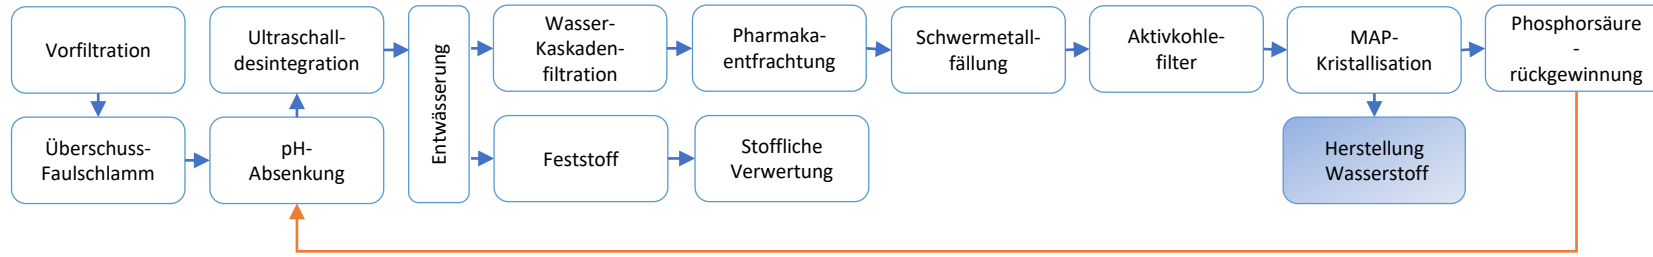 Vorfiltration
Überschuss-
Faulschlamm
Ultraschall-
desintegration
pH-
Absenkung
Entwässerung
Wasser-
Kaskaden-
filtration
Feststoff
Pharmaka-
entfrachtung
Stoffliche
Verwertung
Schwermetall-
fällung
Aktivkohle-
filter
MAP-
Kristallisation
Herstellung
Wasserstoff
Phosphorsäure
-
rückgewinnung